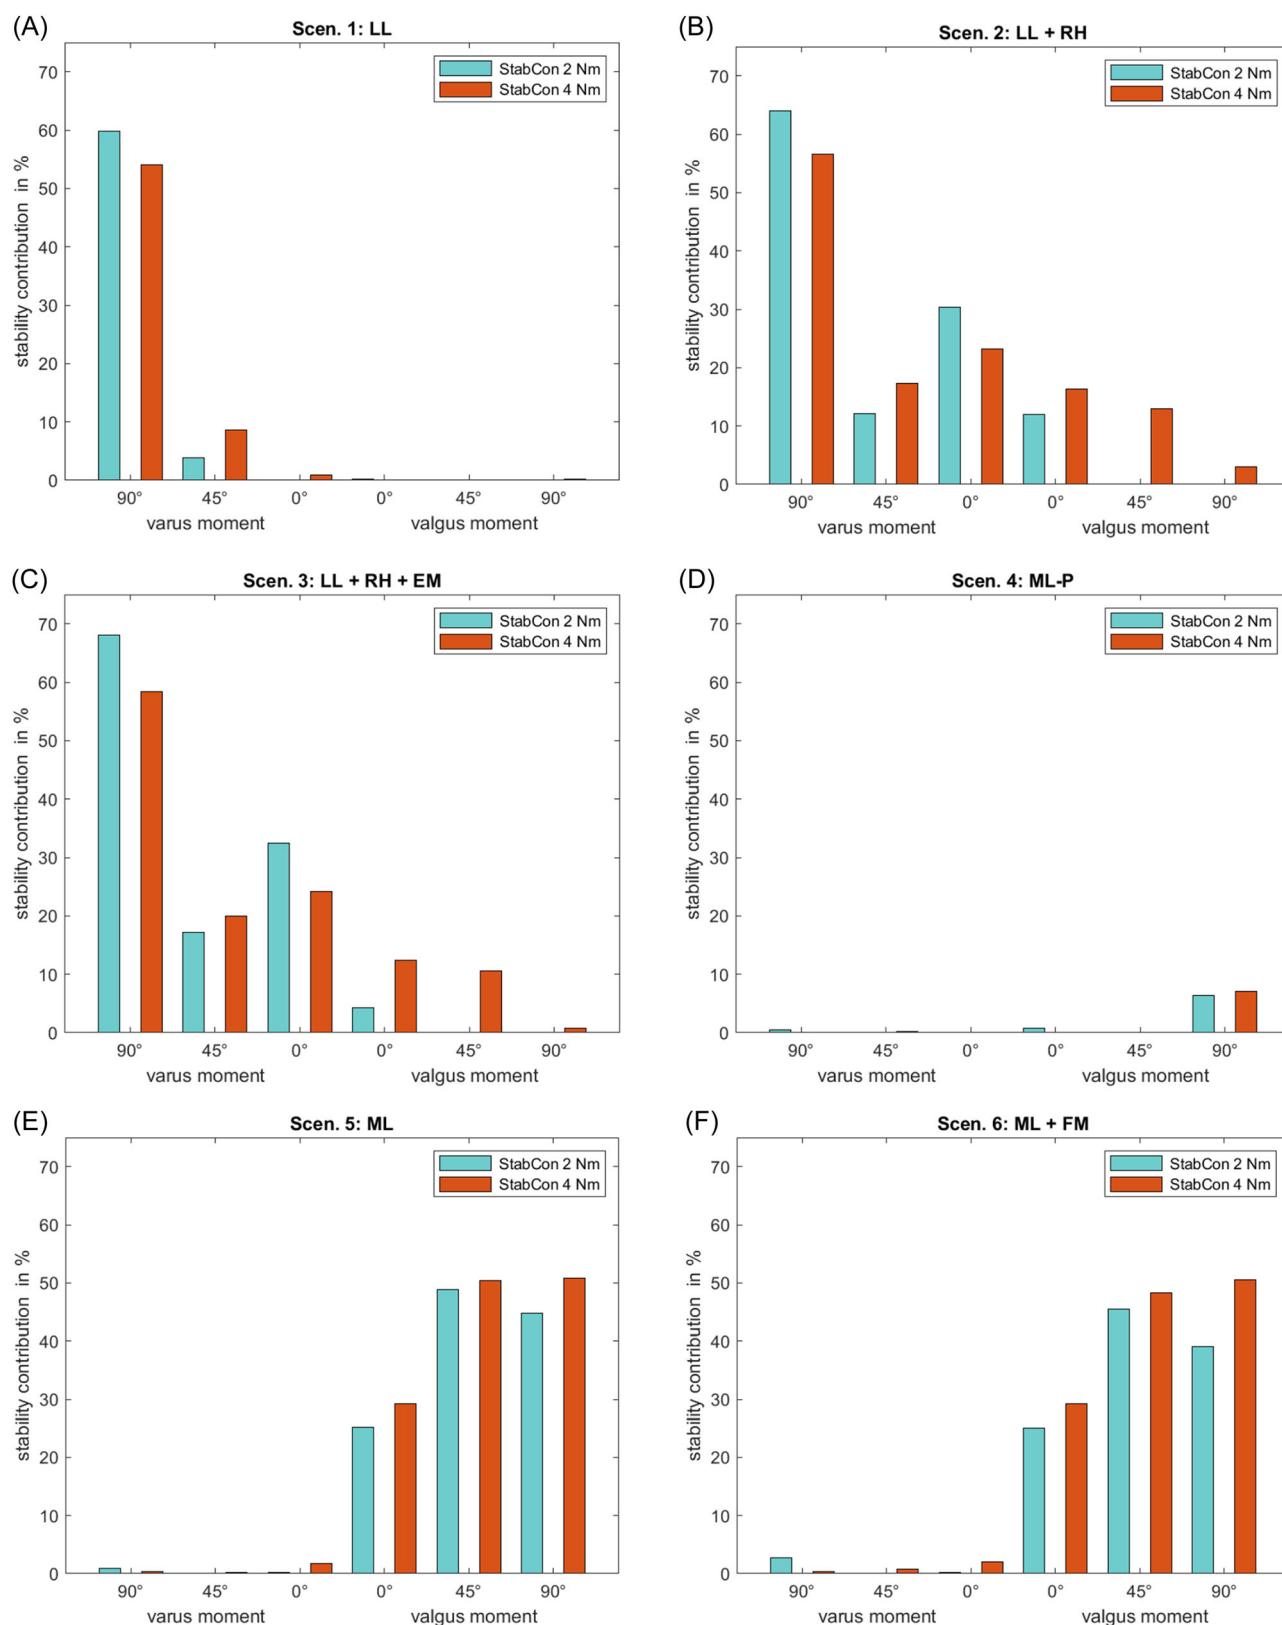 (A)
Scen. 1: LL
StabCon 2 Nm
StabCon 4 Nm
stability contribution in %
70
60
50
40
30
20
10
0
90° 45° 0° 0° 45° 90°
varus moment valgus moment
(B)
Scen. 2: LL + RH
StabCon 2 Nm
StabCon 4 Nm
stability contribution in %
70
60
50
40
30
20
10
0
90° 45° 0° 0° 45° 90°
varus moment valgus moment
(C)
Scen. 3: LL + RH + EM
StabCon 2 Nm
StabCon 4 Nm
stability contribution in %
70
60
50
40
30
20
10
0
90° 45° 0° 0° 45° 90°
varus moment valgus moment
(D)
Scen. 4: ML-P
StabCon 2 Nm
StabCon 4 Nm
stability contribution in %
70
60
50
40
30
20
10
0
90° 45° 0° 0° 45° 90°
varus moment valgus moment
(E)
Scen. 5: ML
StabCon 2 Nm
StabCon 4 Nm
stability contribution in %
70
60
50
40
30
20
10
0
90° 45° 0° 0° 45° 90°
varus moment valgus moment
(F)
Scen. 6: ML + FM
StabCon 2 Nm
StabCon 4 Nm
stability contribution in %
70
60
50
40
30
20
10
0
90° 45° 0° 0° 45° 90°
varus moment valgus moment